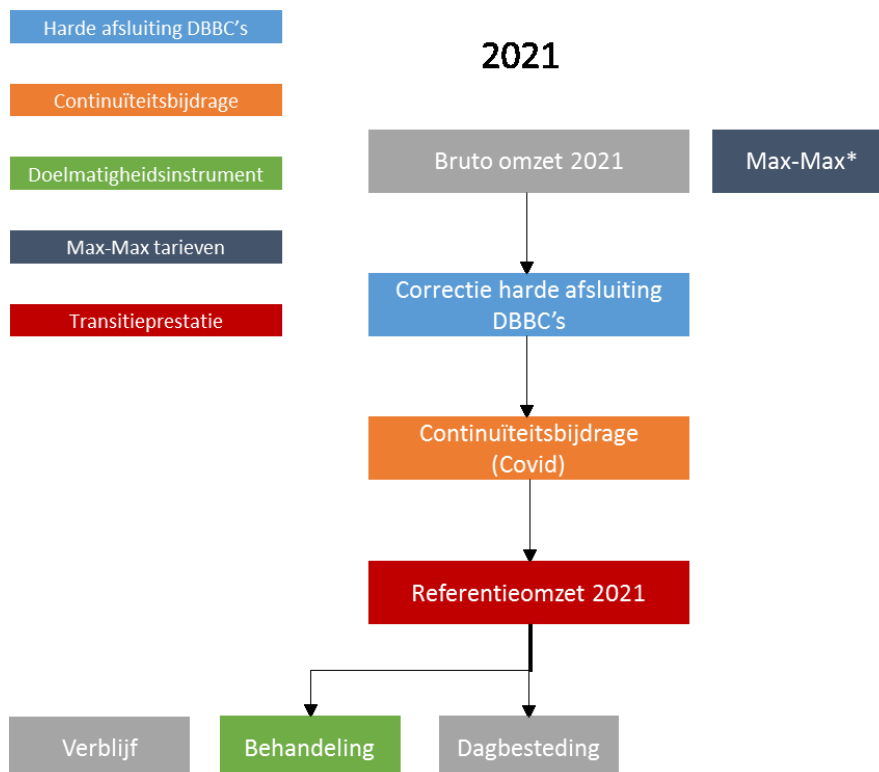 Harde afsluiting DBBC's
Continuïteitsbijdrage
Doelmatigheidsinstrument
Max-Max tarieven
Transitieprestatie
2021
Bruto omzet 2021
Max-Max*
Correctie harde afsluiting
DBBC's
Continuïteitsbijdrage
(Covid)
Referentieomzet 2021
Verblijf
Behandeling
Dagbesteding